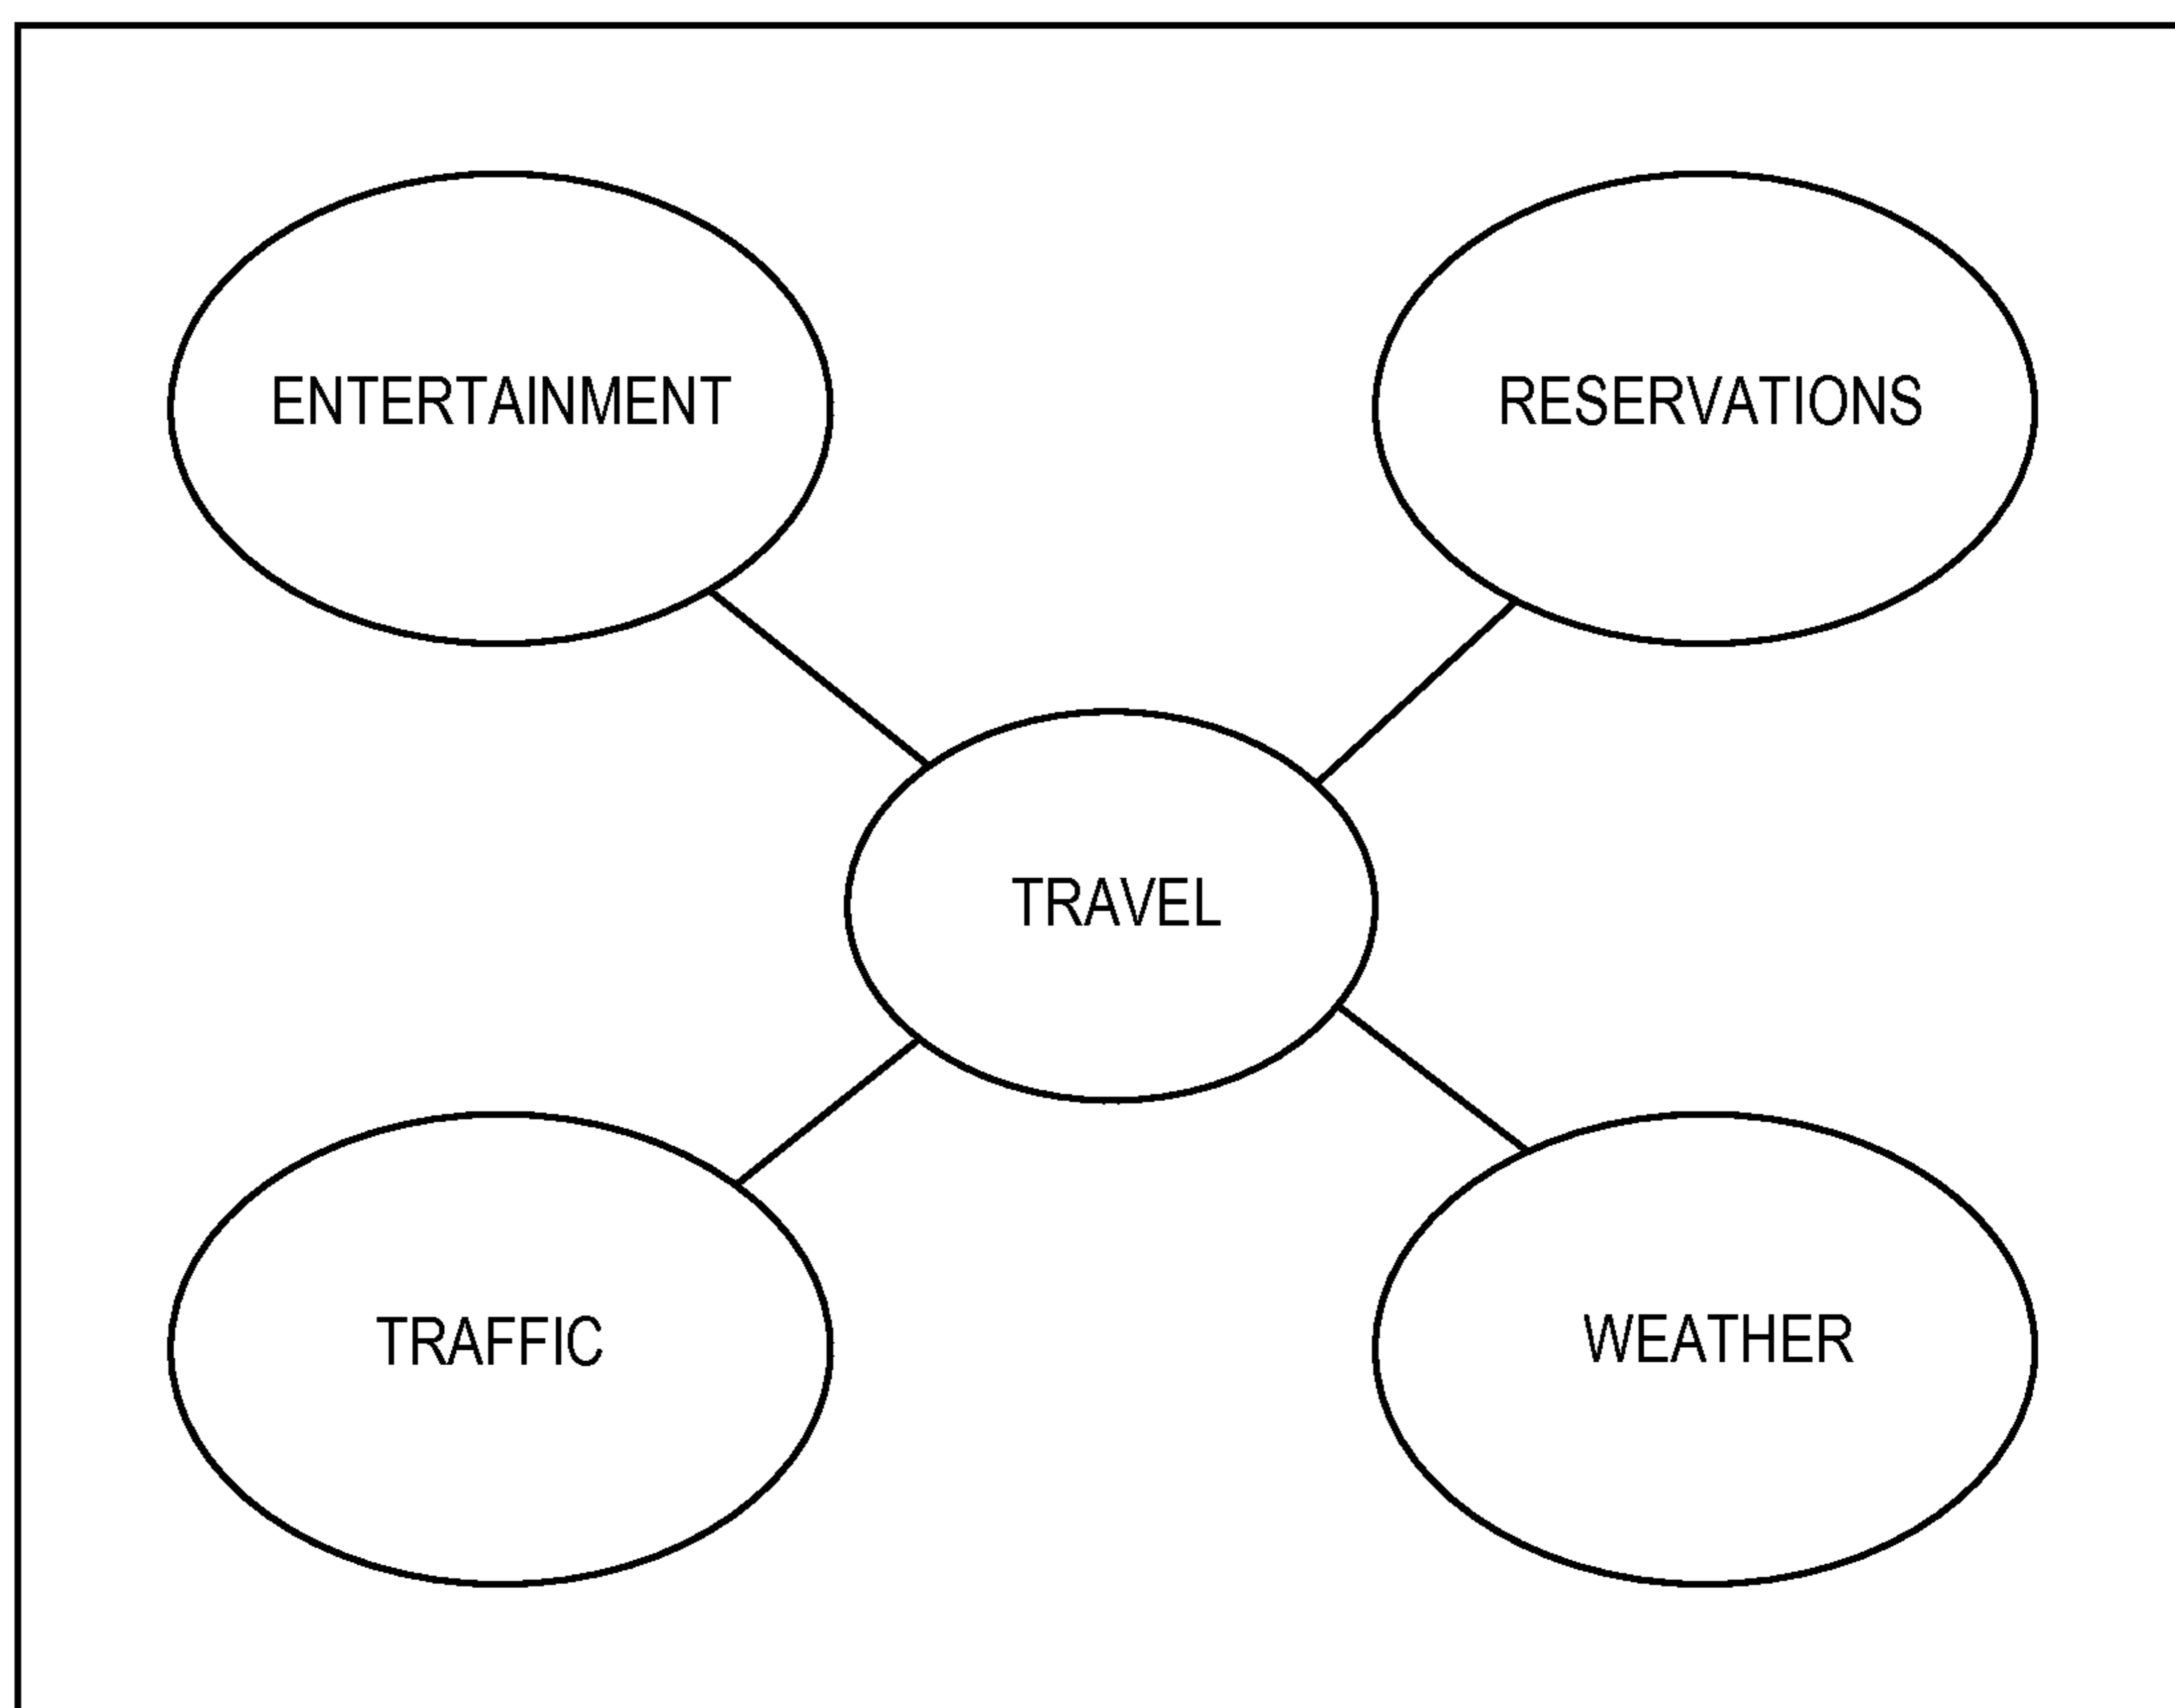 ENTERTAINMENT
RESERVATIONS
TRAVEL
TRAFFIC
WEATHER